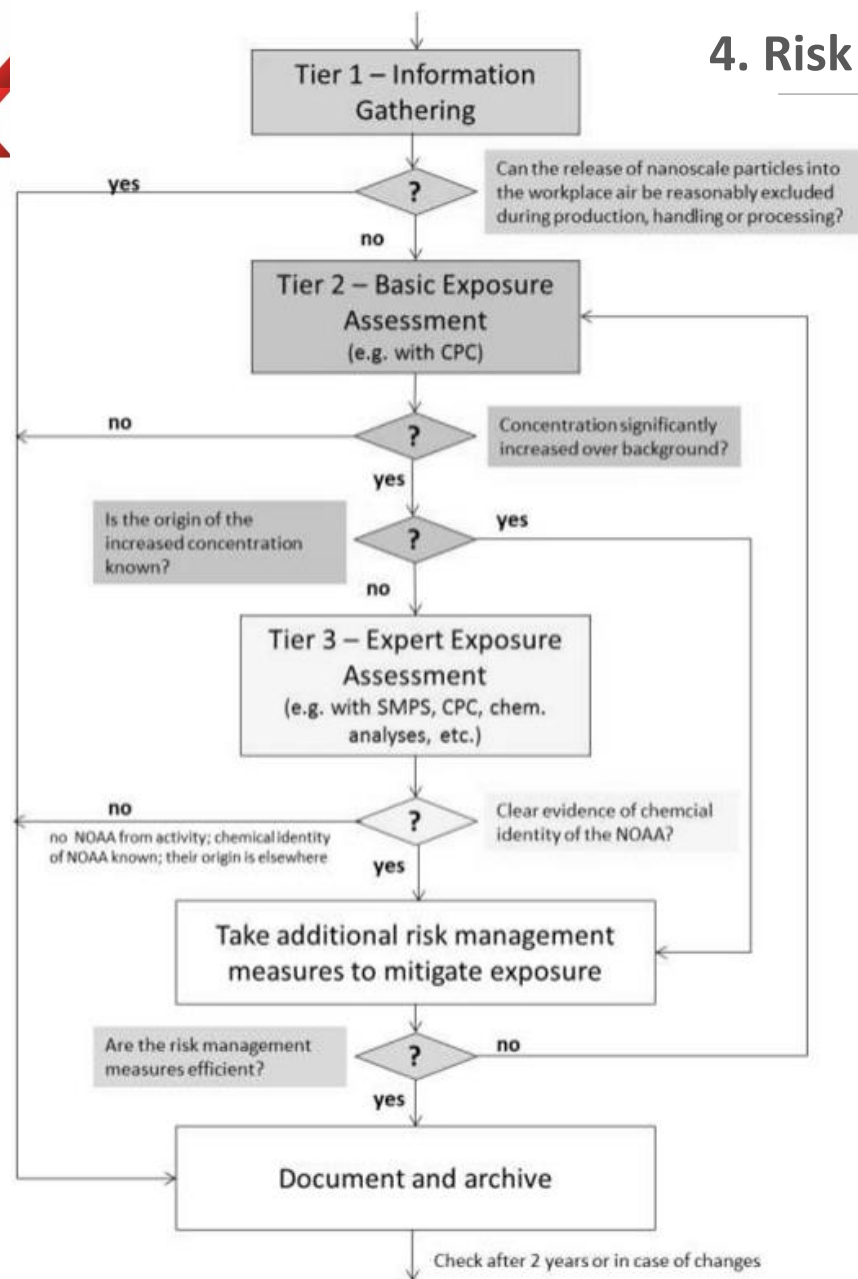 4. Risk
Tier 1 – Information
Gathering
Can the release of nanoscale particles into
the workplace air be reasonably excluded
during production, handling or processing?
yes
?
no
Tier 2 – Basic Exposure
Assessment
(e.g. with CPC)
no
?
Concentration significantly
increased over background?
yes
Is the origin of the
increased concentration
known?
?
yes
no
Tier 3 – Expert Exposure
Assessment
(e.g. with SMPS, CPC, chem.
analyses, etc.)
no
no NOAA from activity; chemical identity
of NOAA known; their origin is elsewhere
?
Clear evidence of chemcial
identity of the NOAA?
yes
Take additional risk management
measures to mitigate exposure
Are the risk management
measures efficient?
?
no
yes
Document and archive
Check after 2 years or in case of changes